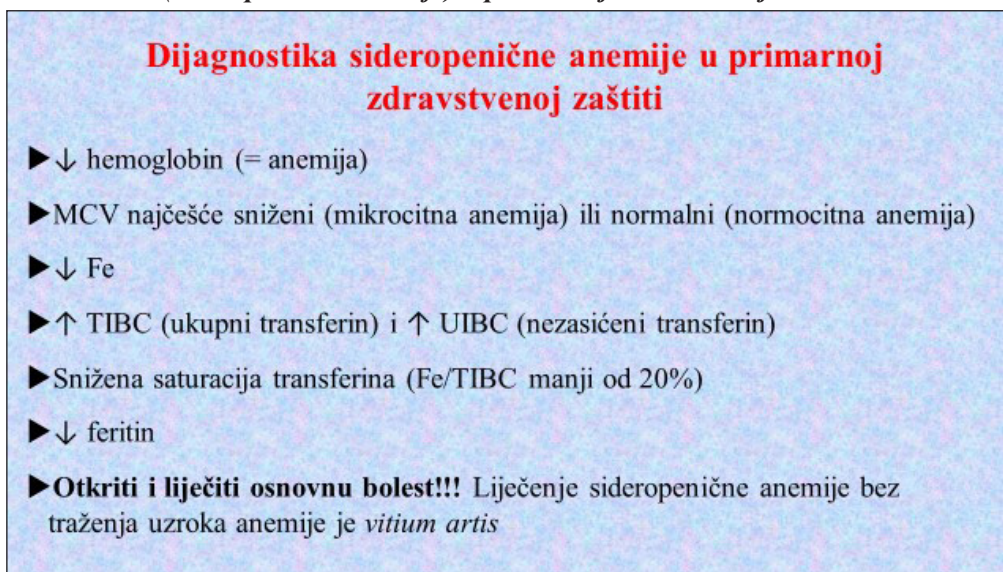 Dijagnostika sideropenične anemije u primarnoj
zdravstvenoj zaštiti
▶↓ hemoglobin (= anemija)
▶MCV najčešće sniženi (mikrocitna anemija) ili normalni (normocitna anemija)
▶↓ Fe
▶↑ TIBC (ukupni transferin) i ↑ UIBC (nezasićeni transferin)
▶Snižena saturacija transferina (Fe/TIBC manji od 20%)
▶↓ feritin
▶Otkriti i liječiti osnovnu bolest!!! Liječenje sideropenične anemije bez
traženja uzroka anemije je vitium artis